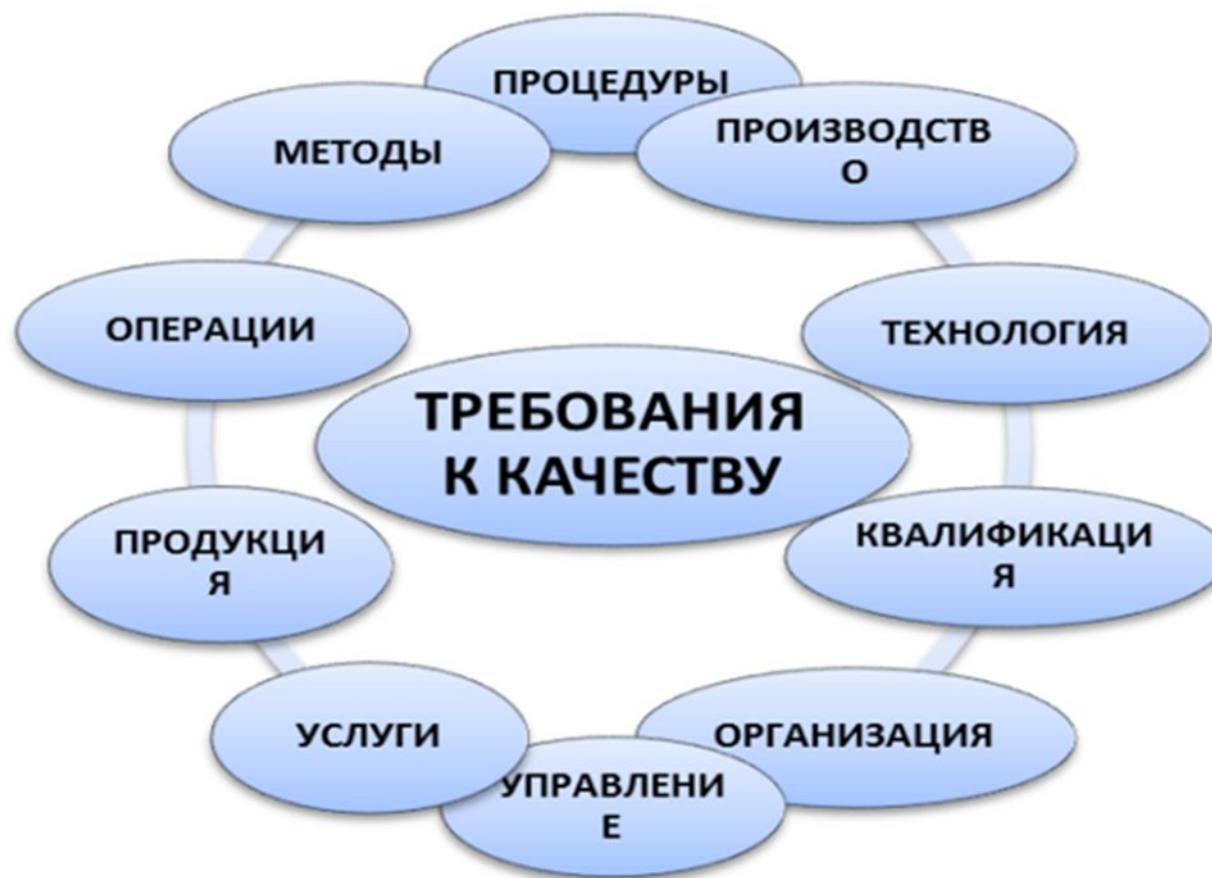 ПРОЦЕДУРЫ
МЕТОДЫ
ПРОИЗВОДСТВ
О
ОПЕРАЦИИ
ТЕХНОЛОГИЯ
ТРЕБОВАНИЯ
К КАЧЕСТВУ
ПРОДУКЦИ
Я
КВАЛИФИКАЦИ
Я
УСЛУГИ
ОРГАНИЗАЦИЯ
УПРАВЛЕНИ
Е